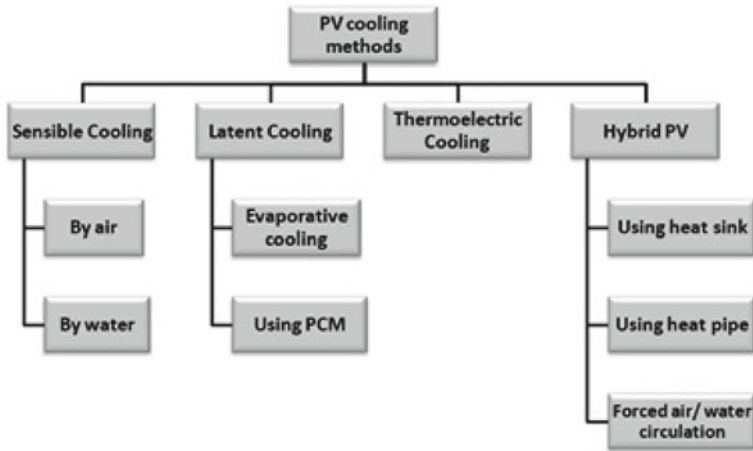 PV cooling
methods
Sensible Cooling
Latent Cooling
Thermoelectric
Cooling
Hybrid PV
By air
By water
Evaporative
cooling
Using PCM
Using heat sink
Using heat pipe
Forced air/ water
circulation